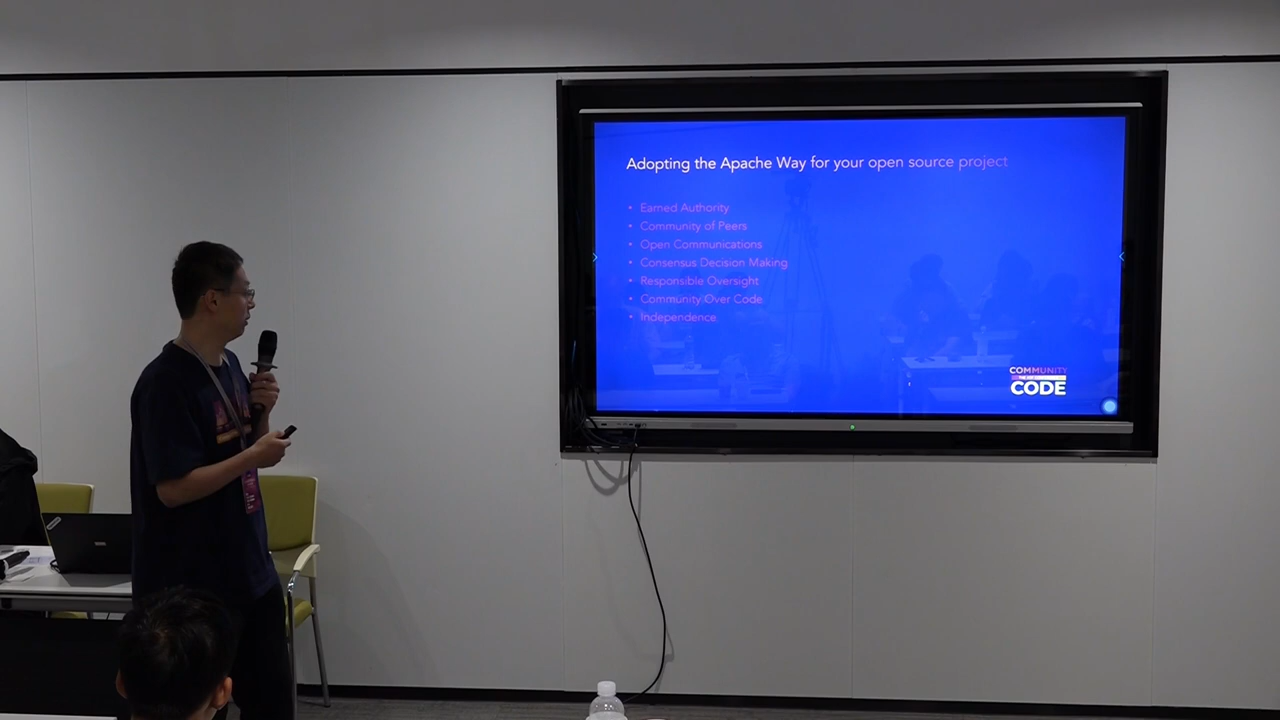 Adopting the Apache Way for your open source project
• Earned Authority
• Community of Peers
• Open Communications
• Consensus Decision Making
• Responsible Oversight
• Community Over Code
• Independence
COMMUNITY
CODE